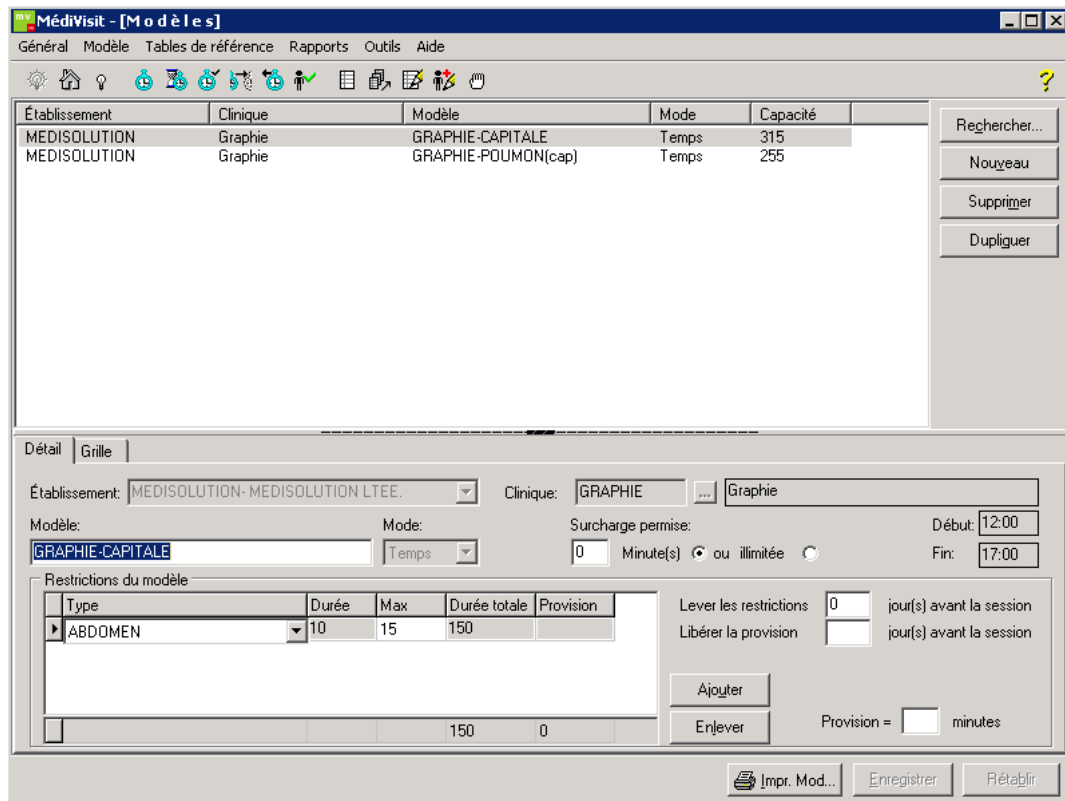 mv MédiVisit - [M o d è l e s]
Général Modèle Tables de référence Rapports Outils Aide
?
Établissement Clinique Modèle Mode Capacité
MEDISOLUTION Graphie GRAPHIE-CAPITALE Temps 315
MEDISOLUTION Graphie GRAPHIE-POUMON(cap) Temps 255
Rechercher...
Nouveau
Supprimer
Dupliquer
Détail Grille
Établissement: MEDISOLUTION- MEDISOLUTION LTEE. Clinique: GRAPHIE ... Graphie
Modèle: Mode: Surcharge permise: Début: 12:00
GRAPHIE-CAPITALE Temps 0 Minute(s) ou illimitée Fin: 17:00
Restrictions du modèle
Type Durée Max Durée totale Provision
ABDOMEN 10 15 150
150 0
Lever les restrictions 0 jour(s) avant la session
Libérer la provision jour(s) avant la session
Ajouter
Enlever Provision = minutes
Impr. Mod... Enregistrer Rétablir